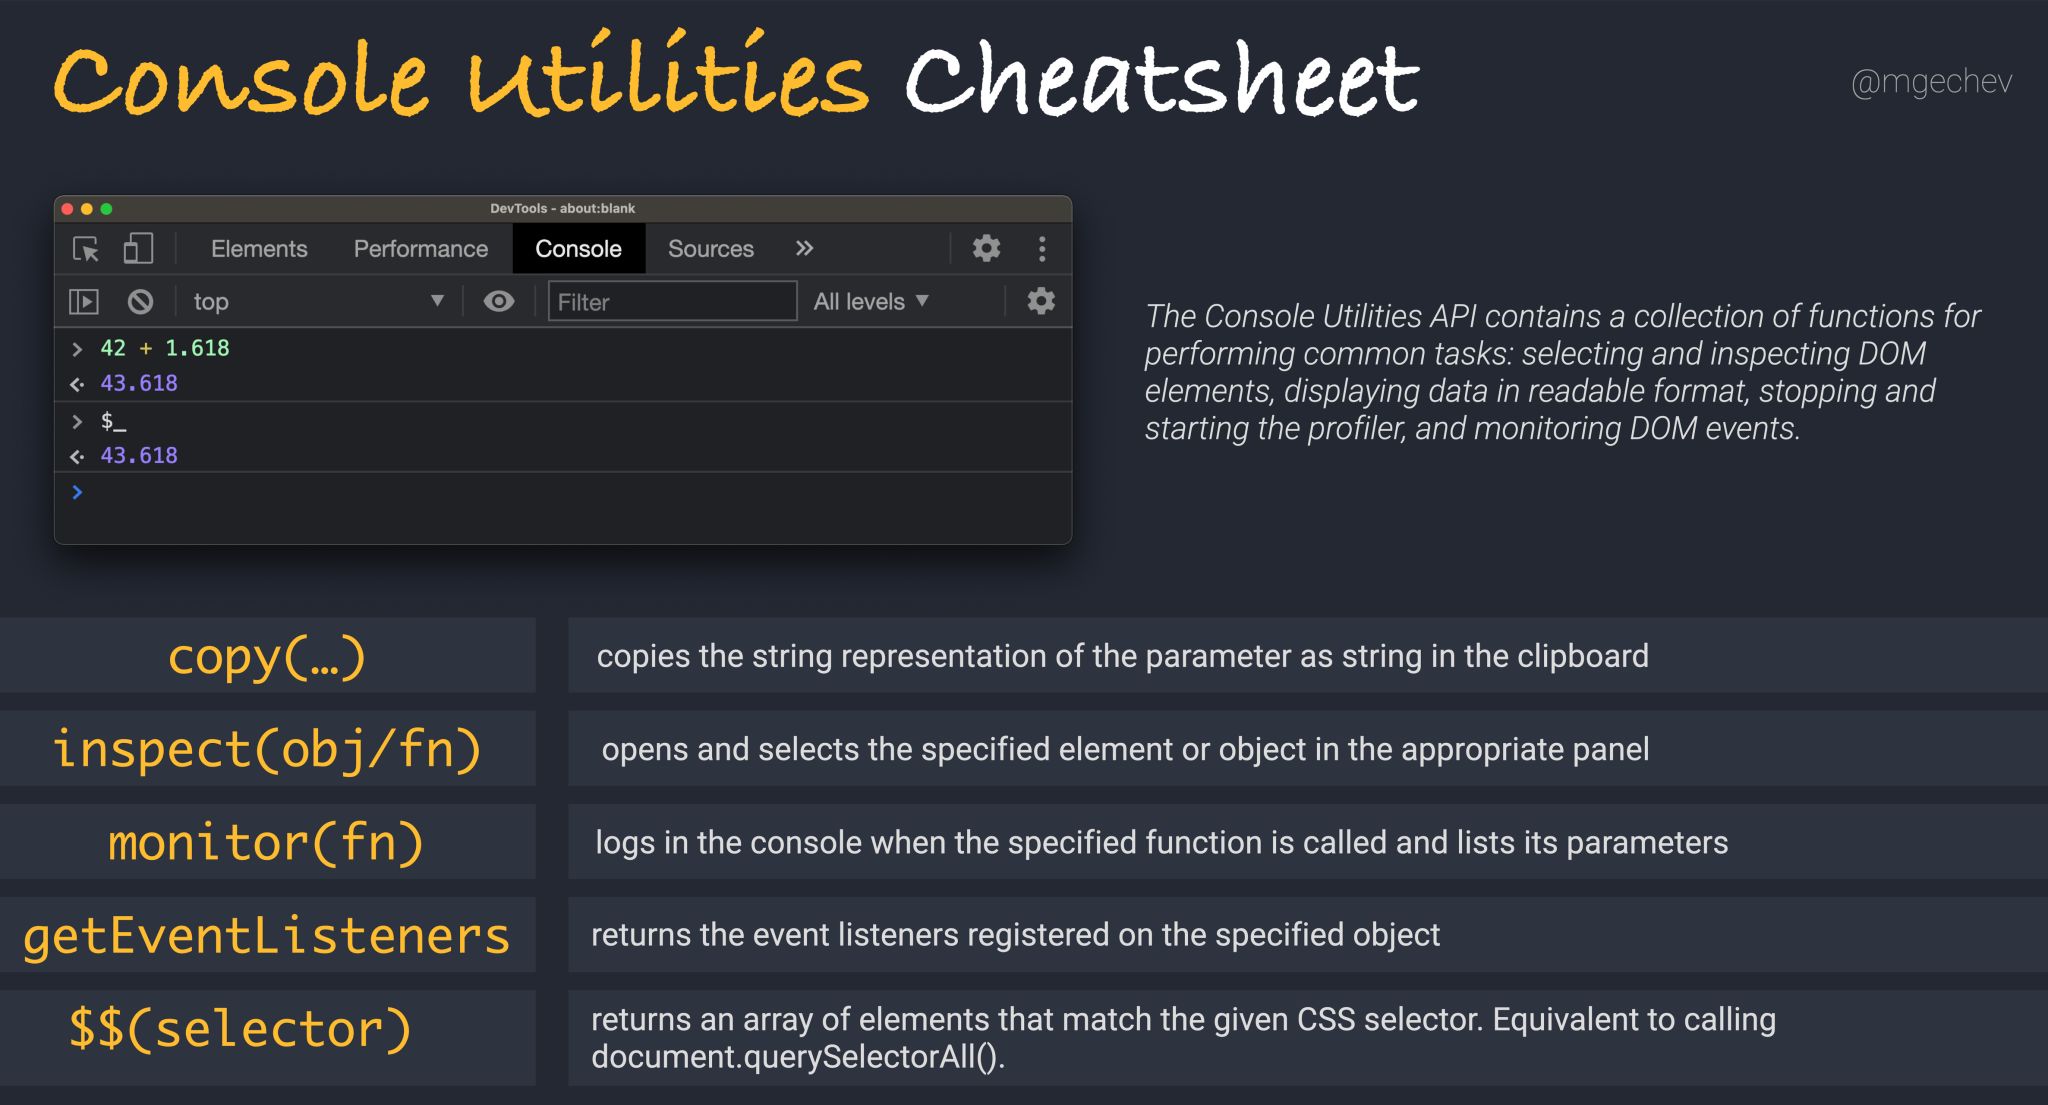 Console Utilities Cheatsheet
@mgechev
DevTools - about:blank
Elements Performance Console Sources »
top ▼ Filter All levels ▼
> 42 + 1.618
43.618
> $_
43.618
>
The Console Utilities API contains a collection of functions for
performing common tasks: selecting and inspecting DOM
elements, displaying data in readable format, stopping and
starting the profiler, and monitoring DOM events.
copy(…)
copies the string representation of the parameter as string in the clipboard
inspect(obj/fn)
opens and selects the specified element or object in the appropriate panel
monitor(fn)
logs in the console when the specified function is called and lists its parameters
getEventListeners
returns the event listeners registered on the specified object
$$(selector)
returns an array of elements that match the given CSS selector. Equivalent to calling
document.querySelectorAll().